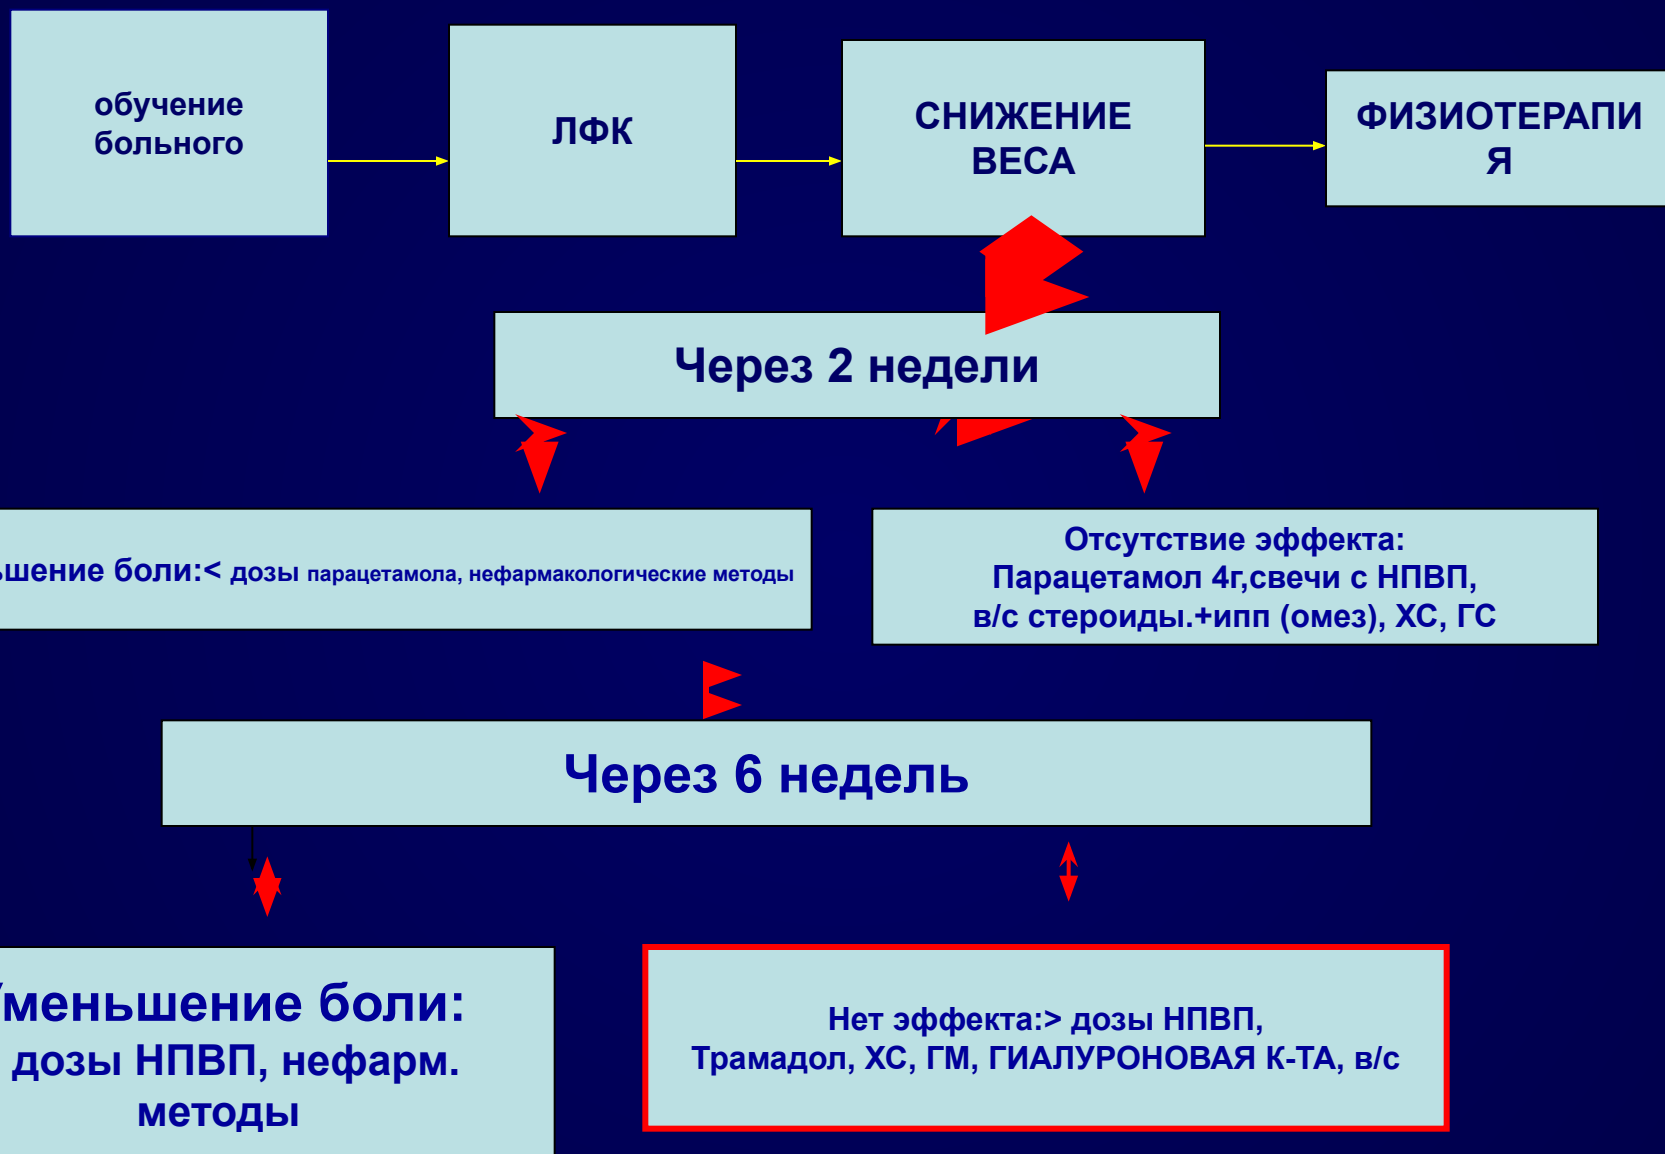 обучение
больного
ЛФК
СНИЖЕНИЕ
ВЕСА
ФИЗИОТЕРАПИ
Я
Через 2 недели
ьшение боли:< дозы парацетамола, нефармакологические методы
Отсутствие эффекта:
Парацетамол 4г,свечи с НПВП,
в/с стероиды.+ипп (омез), ХС, ГС
Через 6 недель
Уменьшение боли:
дозы НПВП, нефарм.
методы
Нет эффекта:> дозы НПВП,
Трамадол, ХС, ГМ, ГИАЛУРОНОВАЯ К-ТА, в/с